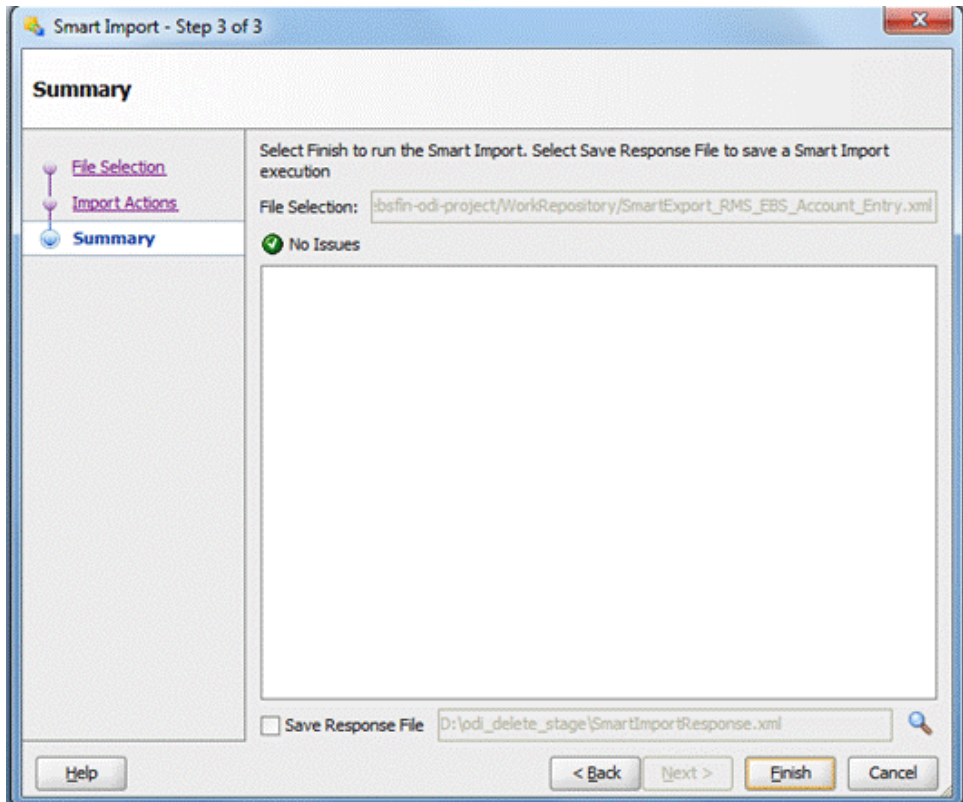 Smart Import - Step 3 of 3
Summary
File Selection
Import Actions
Summary
Select Finish to run the Smart Import. Select Save Response File to save a Smart Import
execution
File Selection: ebsfin-odi-project/WorkRepository/SmartExport_RMS_EBS_Account_Entry.xml
No Issues
Save Response File D:\odi_delete_stage\SmartImportResponse.xml
Help < Back Next > Finish Cancel